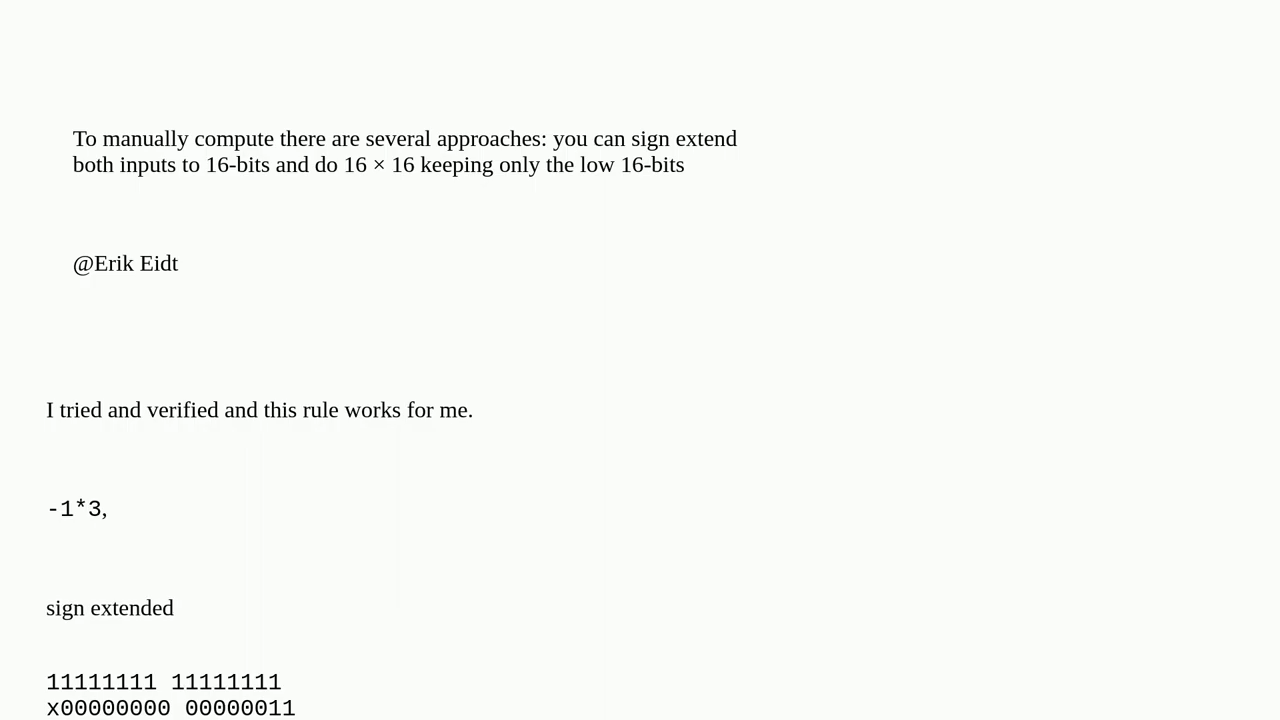 To manually compute there are several approaches: you can sign extend
both inputs to 16-bits and do 16 × 16 keeping only the low 16-bits
@Erik Eidt
I tried and verified and this rule works for me.
-1*3,
sign extended
11111111 11111111
x00000000 00000011